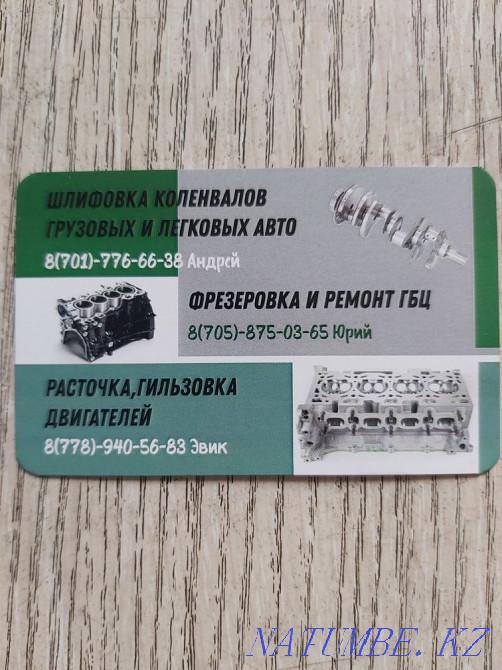 ШЛИФОВКА КОЛЕНВАЛОВ
ГРУЗОВЫХ И ЛЕГКОВЫХ АВТО
8(701)-776-66-38 Андрей
ФРЕЗЕРОВКА И РЕМОНТ ГБЦ
8(705)-875-03-65 Юрий
РАСТОЧКА,ГИЛЬЗОВКА
ДВИГАТЕЛЕЙ
8(778)-940-56-83 Эвик
NATUMBE.KZ